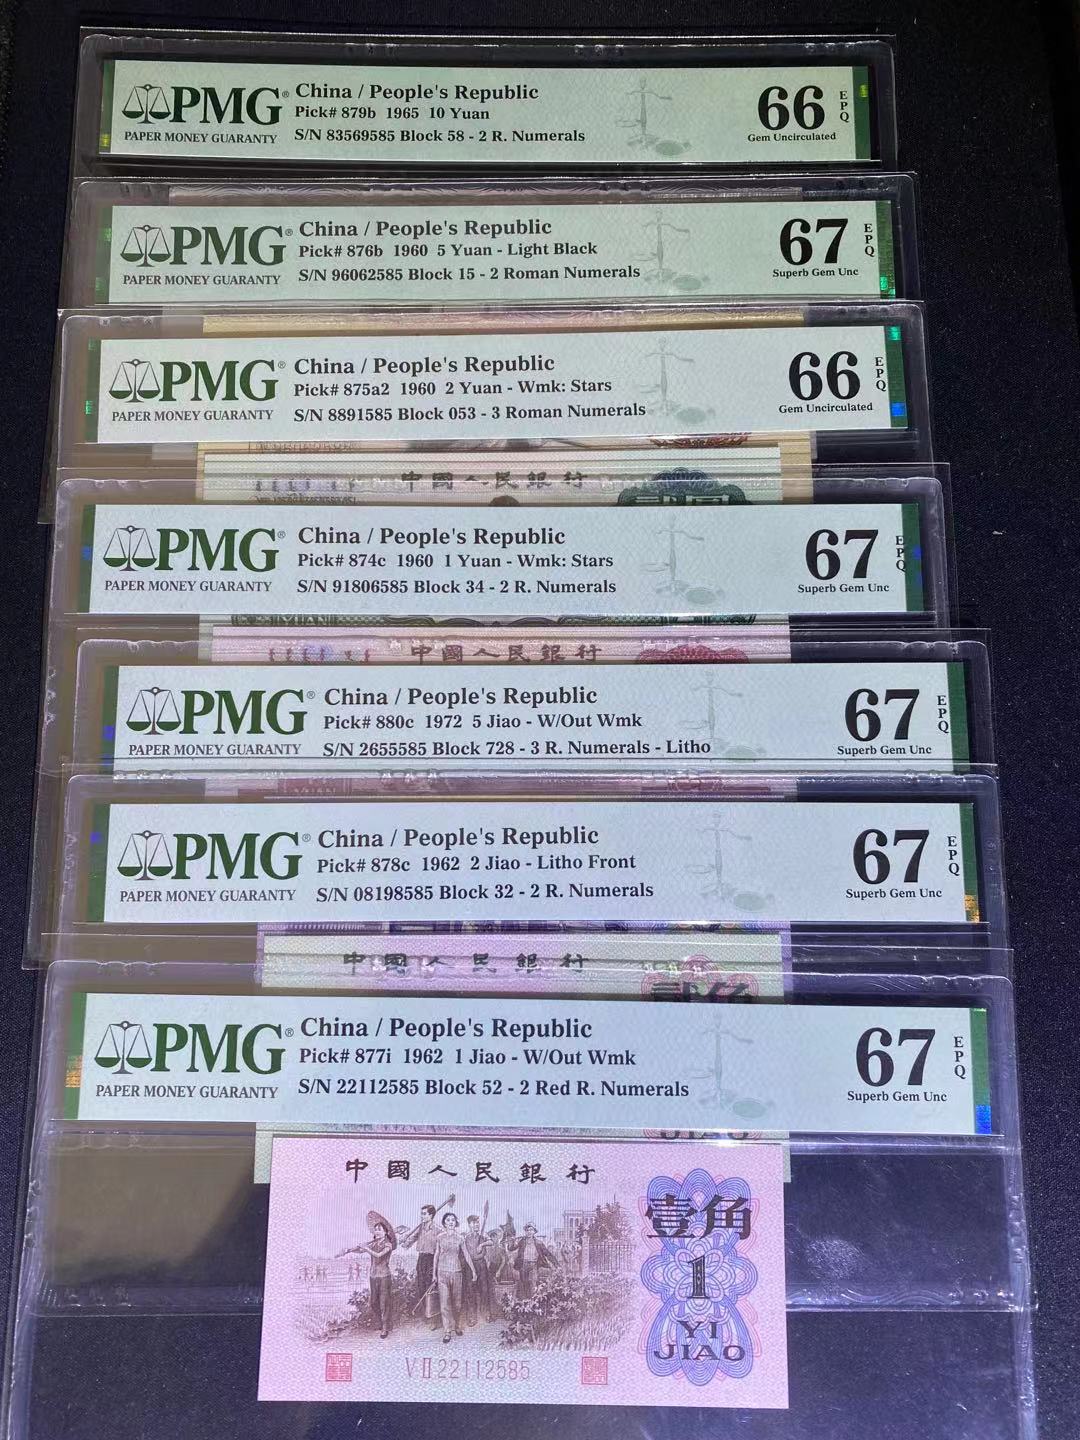 PMG®
PAPER MONEY GUARANTY
China / People's Republic
Pick# 879b 1965 10 Yuan
S/N 83569585 Block 58 - 2 R. Numerals
66
EPQ
Gem Uncirculated
PMG®
PAPER MONEY GUARANTY
China / People's Republic
Pick# 876b 1960 5 Yuan - Light Black
S/N 96062585 Block 15 - 2 Roman Numerals
67
EPQ
Superb Gem Unc
PMG®
PAPER MONEY GUARANTY
China / People's Republic
Pick# 875a2 1960 2 Yuan - Wmk: Stars
S/N 8891585 Block 053 - 3 Roman Numerals
66
EPQ
Gem Uncirculated
中國人民銀行
PMG®
PAPER MONEY GUARANTY
China / People's Republic
Pick# 874c 1960 1 Yuan - Wmk: Stars
S/N 91806585 Block 34 - 2 R. Numerals
67
EPQ
Superb Gem Unc
YUAN
中國人民銀行
PMG®
PAPER MONEY GUARANTY
China / People's Republic
Pick# 880c 1972 5 Jiao - W/Out Wmk
S/N 2655585 Block 728 - 3 R. Numerals - Litho
67
EPQ
Superb Gem Unc
PMG®
PAPER MONEY GUARANTY
China / People's Republic
Pick# 878c 1962 2 Jiao - Litho Front
S/N 08198585 Block 32 - 2 R. Numerals
67
EPQ
Superb Gem Unc
中國人民銀行
貳角
PMG®
PAPER MONEY GUARANTY
China / People's Republic
Pick# 877i 1962 1 Jiao - W/Out Wmk
S/N 22112585 Block 52 - 2 Red R. Numerals
67
EPQ
Superb Gem Unc
JIAO
中國人民銀行
壹角
1
YI
JIAO
VII 22112585